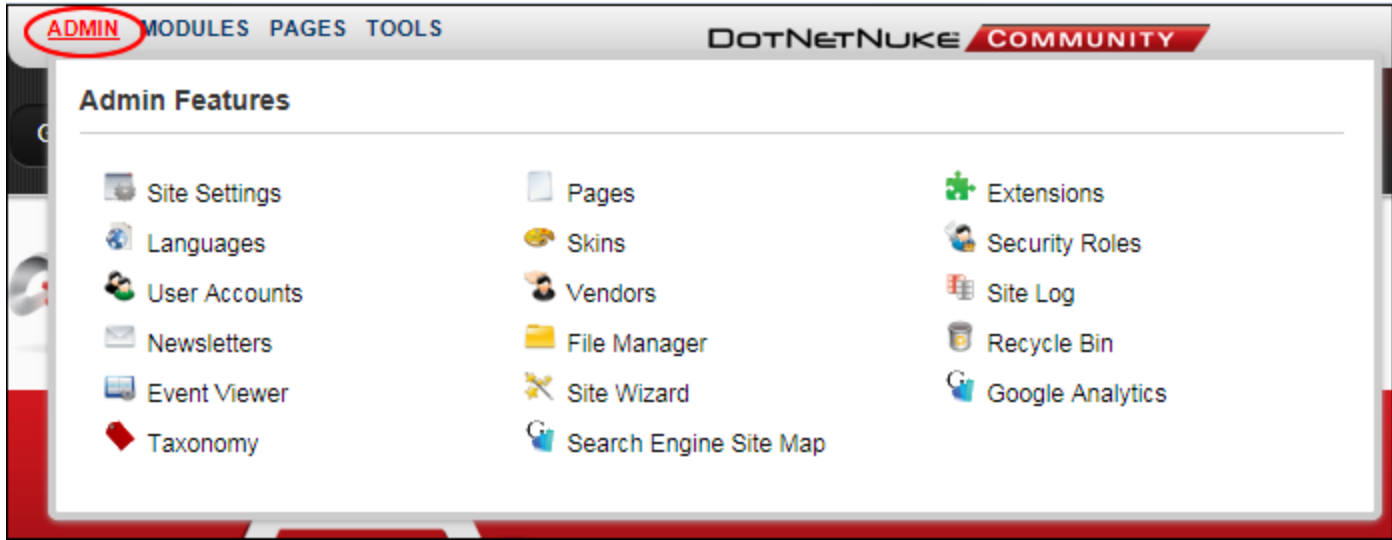 ADMIN MODULES PAGES TOOLS
DOTNETNUKE COMMUNITY
Admin Features
Site Settings Pages Extensions
Languages Skins Security Roles
User Accounts Vendors Site Log
Newsletters File Manager Recycle Bin
Event Viewer Site Wizard Google Analytics
Taxonomy Search Engine Site Map